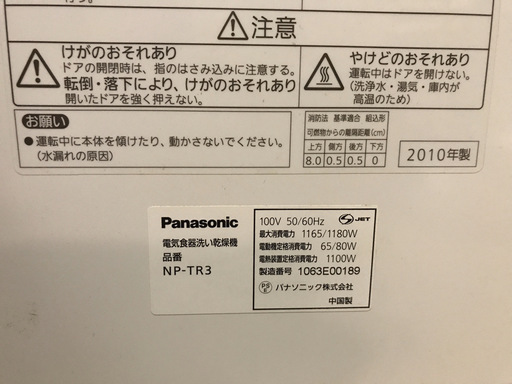 ⚠注意
けがのおそれあり
ドアの開閉時は、指のはさみ込みに注意する。
転倒・落下により、けがのおそれあり
開いたドアを強く押えない。
やけどのおそれあり
運転中はドアを開けない。
(洗浄水・湯気・庫内が
高温のため)
お願い
●運転中に本体を傾けたり、動かさないでください。
(水漏れの原因)
消防法 基準適合 組込形
可燃物からの離隔距離(cm)
上方 側方 後方 下方
8.0 0.5 0.5 0
2010年製
Panasonic
電気食器洗い乾燥機
品番
NP-TR3
100V 50/60Hz JET
最大消費電力 1165/1180W
電動機定格消費電力 65/80W
電熱装置定格消費電力 1100W
製造番号 1063E00189
PSE パナソニック株式会社
中国製